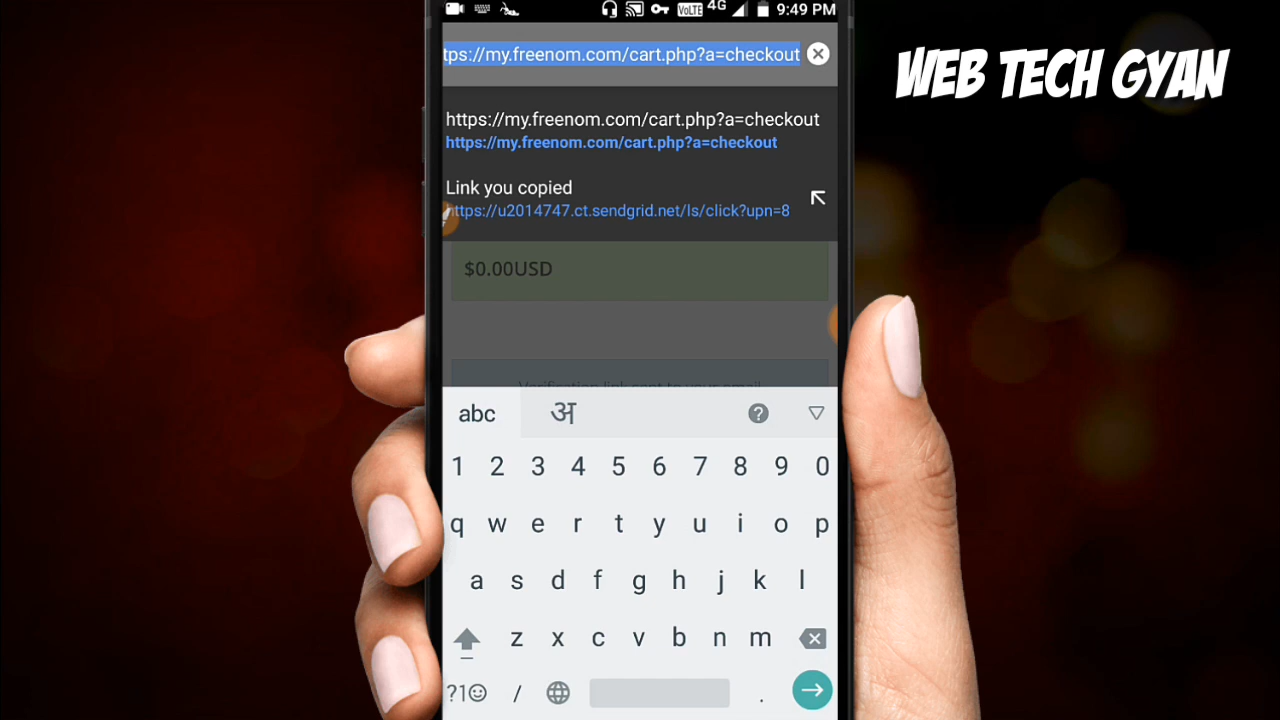 VoLTE 4G 9:49 PM
tps://my.freenom.com/cart.php?a=checkout
WEB TECH GYAN
https://my.freenom.com/cart.php?a=checkout
https://my.freenom.com/cart.php?a=checkout
Link you copied
https://u2014747.ct.sendgrid.net/ls/click?upn=8
$0.00USD
Verification link sent to your email
abc अ ?
1 2 3 4 5 6 7 8 9 0
q w e r t y u i o p
a s d f g h j k l
z x c v b n m
?1☺ / .